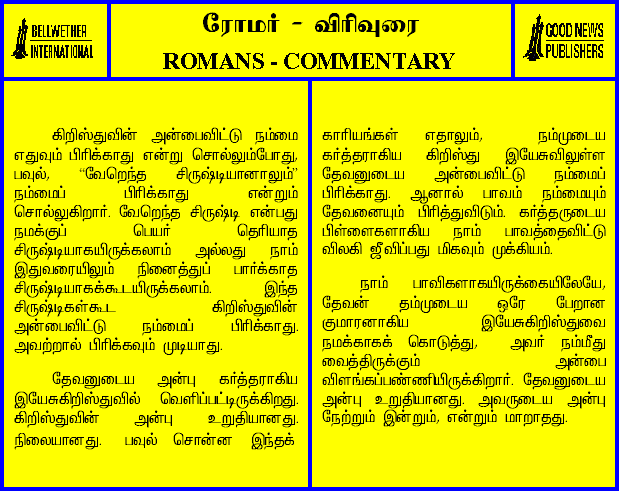 BELLWETHER
INTERNATIONAL
ரோமர் - விரிவுரை
ROMANS - COMMENTARY
GOOD NEWS
PUBLISHERS
கிறிஸ்துவின் அன்பைவிட்டு நம்மை
எதுவும் பிரிக்காது என்று சொல்லும்போது,
பவுல், “வேறெந்த சிருஷ்டியானாலும்”
நம்மைப் பிரிக்காது என்றும்
சொல்லுகிறார். வேறெந்த சிருஷ்டி என்பது
நமக்குப் பெயர் தெரியாத
சிருஷ்டியாகயிருக்கலாம் அல்லது நாம்
இதுவரையிலும் நினைத்துப் பார்க்காத
சிருஷ்டியாகக்கூடயிருக்கலாம். இந்த
சிருஷ்டிகள்கூட கிறிஸ்துவின்
அன்பைவிட்டு நம்மைப் பிரிக்காது.
அவற்றால் பிரிக்கவும் முடியாது.
தேவனுடைய அன்பு கர்த்தராகிய
இயேசுகிறிஸ்துவில் வெளிப்பட்டிருக்கிறது.
கிறிஸ்துவின் அன்பு உறுதியானது.
நிலையானது. பவுல் சொன்ன இந்தக்
காரியங்கள் எதாலும், நம்முடைய
கர்த்தராகிய கிறிஸ்து இயேசுவிலுள்ள
தேவனுடைய அன்பைவிட்டு நம்மைப்
பிரிக்காது. ஆனால் பாவம் நம்மையும்
தேவனையும் பிரித்துவிடும். கர்த்தருடைய
பிள்ளைகளாகிய நாம் பாவத்தைவிட்டு
விலகி ஜீவிப்பது மிகவும் முக்கியம்.
நாம் பாவிகளாகயிருக்கையிலேயே,
தேவன் தம்முடைய ஒரே பேறான
குமாரனாகிய இயேசுகிறிஸ்துவை
நமக்காகக் கொடுத்து, அவர் நம்மீது
வைத்திருக்கும் அன்பை
விளங்கப்பண்ணியிருக்கிறார். தேவனுடைய
அன்பு உறுதியானது. அவருடைய அன்பு
நேற்றும் இன்றும், என்றும் மாறாதது.